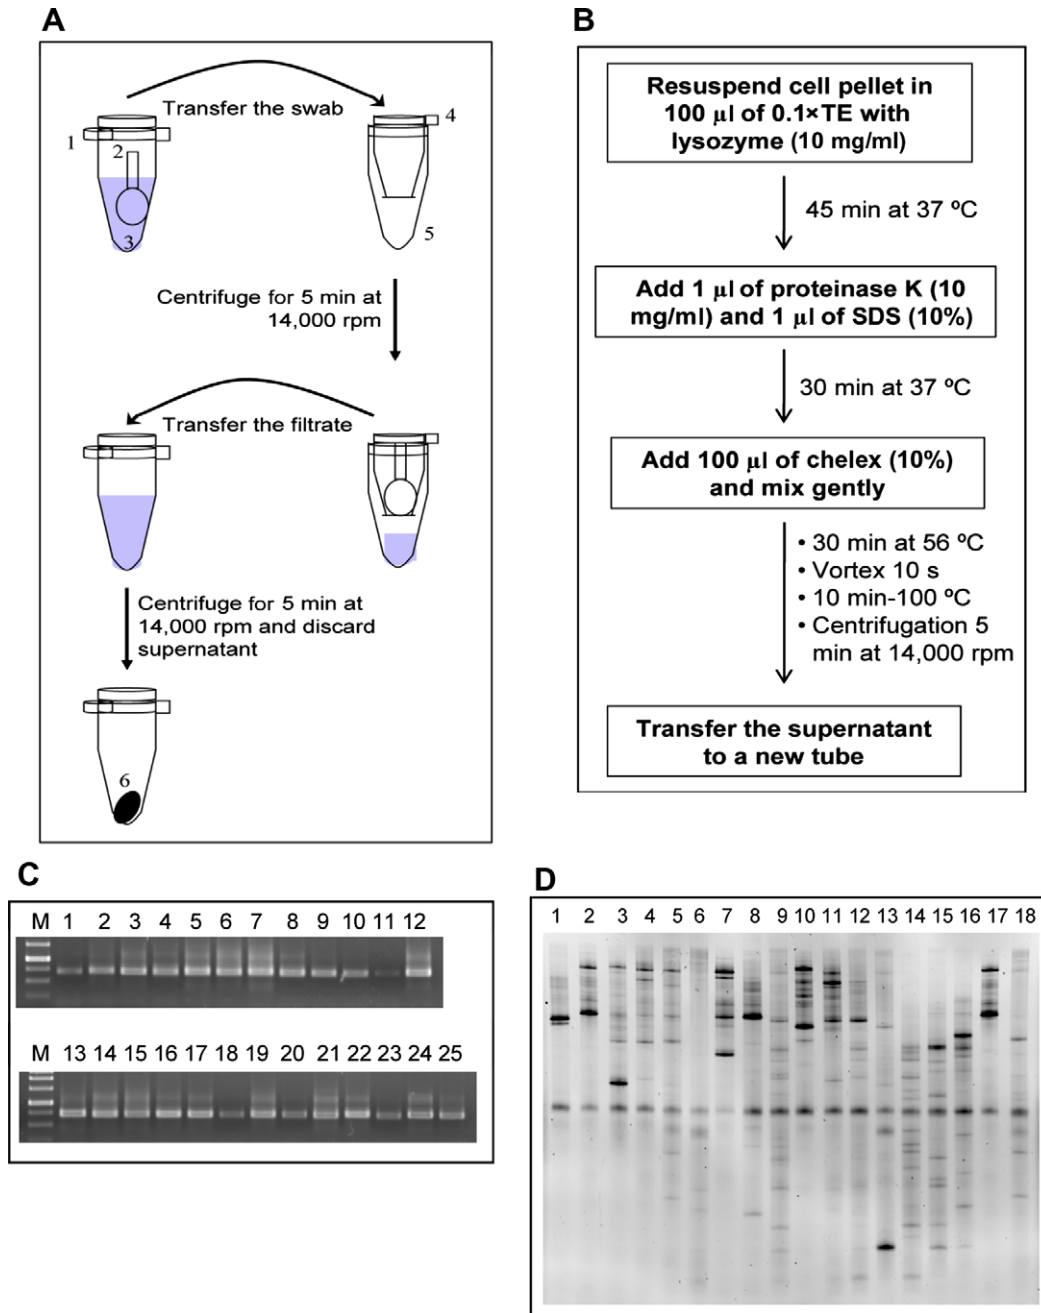 A
Transfer the swab
1
2
3
4
5
Centrifuge for 5 min at
14,000 rpm
Transfer the filtrate
Centrifuge for 5 min at
14,000 rpm and discard
supernatant
6
B
Resuspend cell pellet in
100 µl of 0.1×TE with
lysozyme (10 mg/ml)
45 min at 37 ºC
Add 1 µl of proteinase K (10
mg/ml) and 1 µl of SDS (10%)
30 min at 37 ºC
Add 100 µl of chelex (10%)
and mix gently
• 30 min at 56 ºC
• Vortex 10 s
• 10 min-100 ºC
• Centrifugation 5
min at 14,000 rpm
Transfer the supernatant
to a new tube
C
M 1 2 3 4 5 6 7 8 9 10 11 12
M 13 14 15 16 17 18 19 20 21 22 23 24 25
D
1 2 3 4 5 6 7 8 9 10 11 12 13 14 15 16 17 18